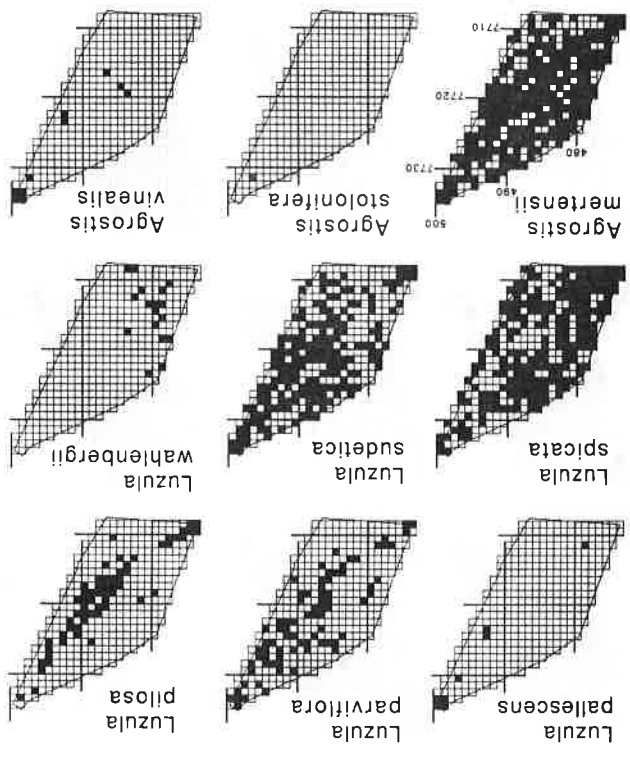 Luzula
pallescens
Luzula
parviflora
Luzula
pilosa
Luzula
spicata
Luzula
sudetica
Luzula
wahlenbergii
Agrostis
mertensii
500
490
7730
480
7720
7710
Agrostis
stolonifera
Agrostis
vinealis